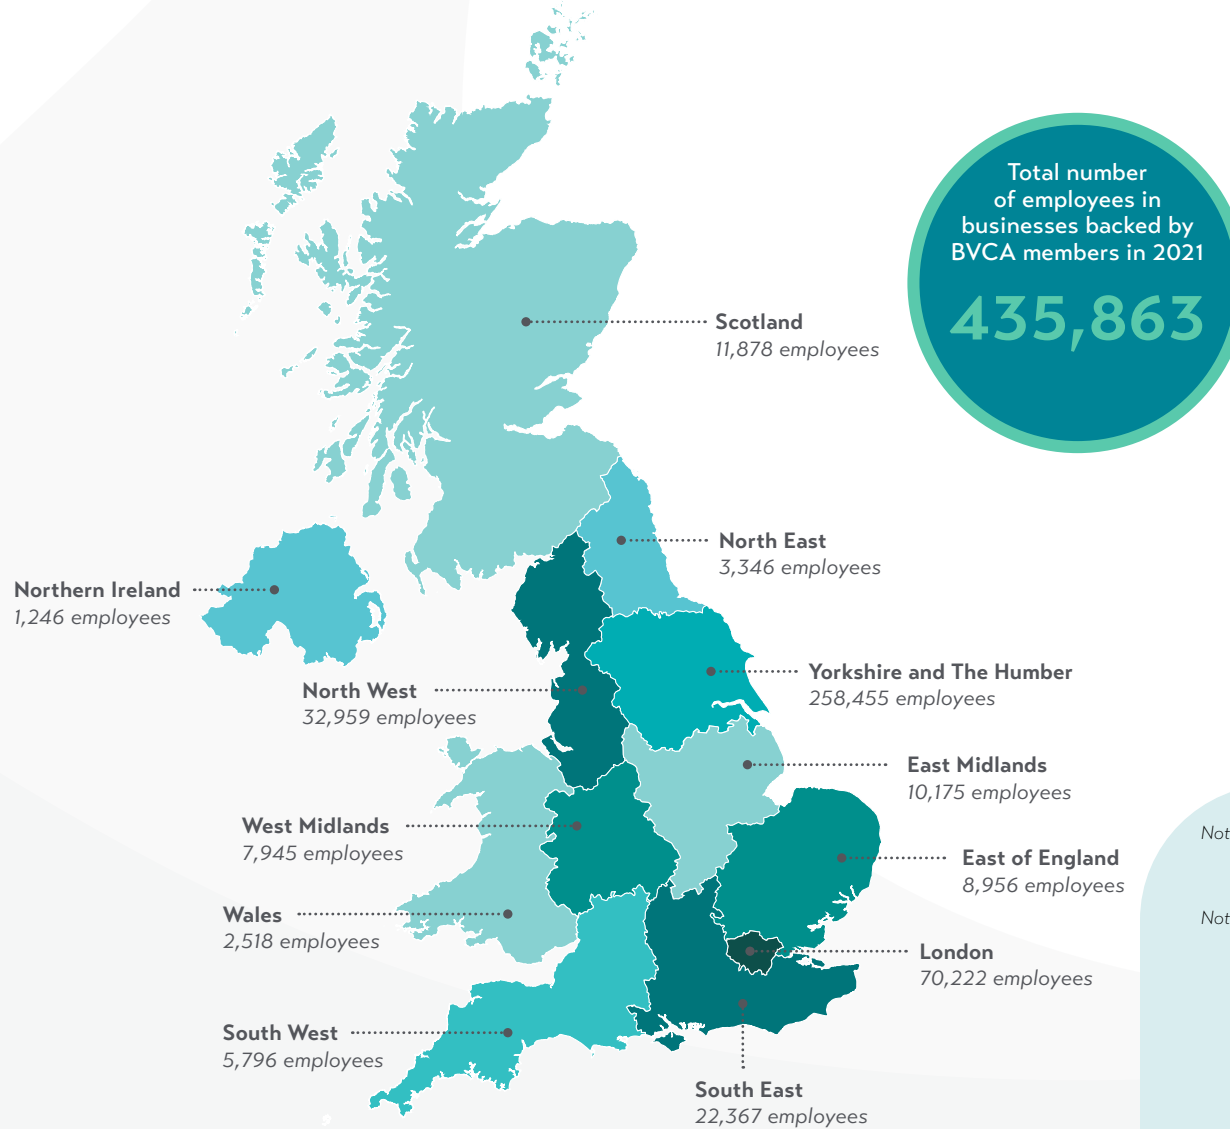 Total number
of employees in
businesses backed by
BVCA members in 2021
435,863
Scotland
11,878 employees
North East
3,346 employees
Northern Ireland
1,246 employees
Yorkshire and The Humber
258,455 employees
North West
32,959 employees
East Midlands
10,175 employees
West Midlands
7,945 employees
East of England
8,956 employees
Wales
2,518 employees
London
70,222 employees
South West
5,796 employees
South East
22,367 employees
Not
Not